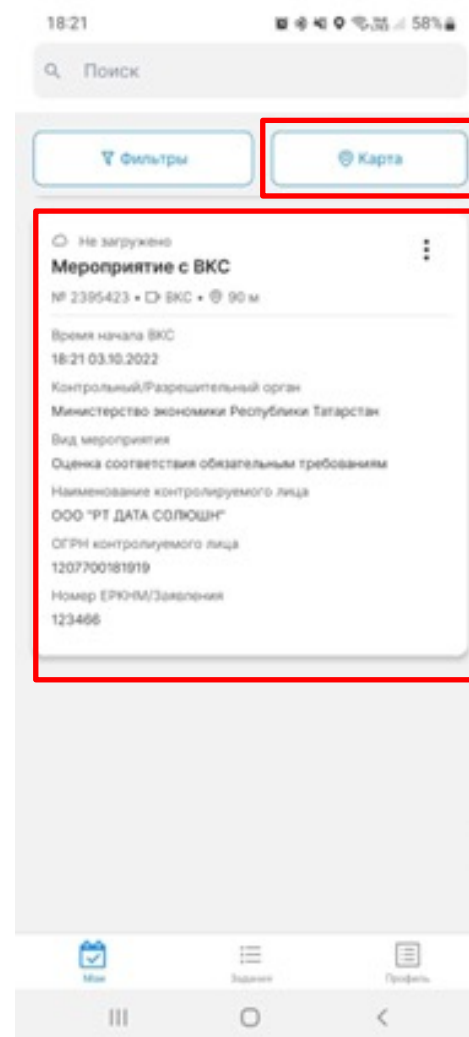 18:21 58%
Поиск
Фильтры Карта
Не загружено
Мероприятие с ВКС
№ 2395423 • ВКС • 90 м
Время начала ВКС
18:21 03.10.2022
Контрольный/Разрешительный орган
Министерство экономики Республики Татарстан
Вид мероприятия
Оценка соответствия обязательным требованиям
Наименование контролируемого лица
ООО "РТ ДАТА СОЛЮШН"
ОГРН контролируемого лица
1207700181919
Номер ЕРКНМ/Заявления
123466
Мои Задания Профиль